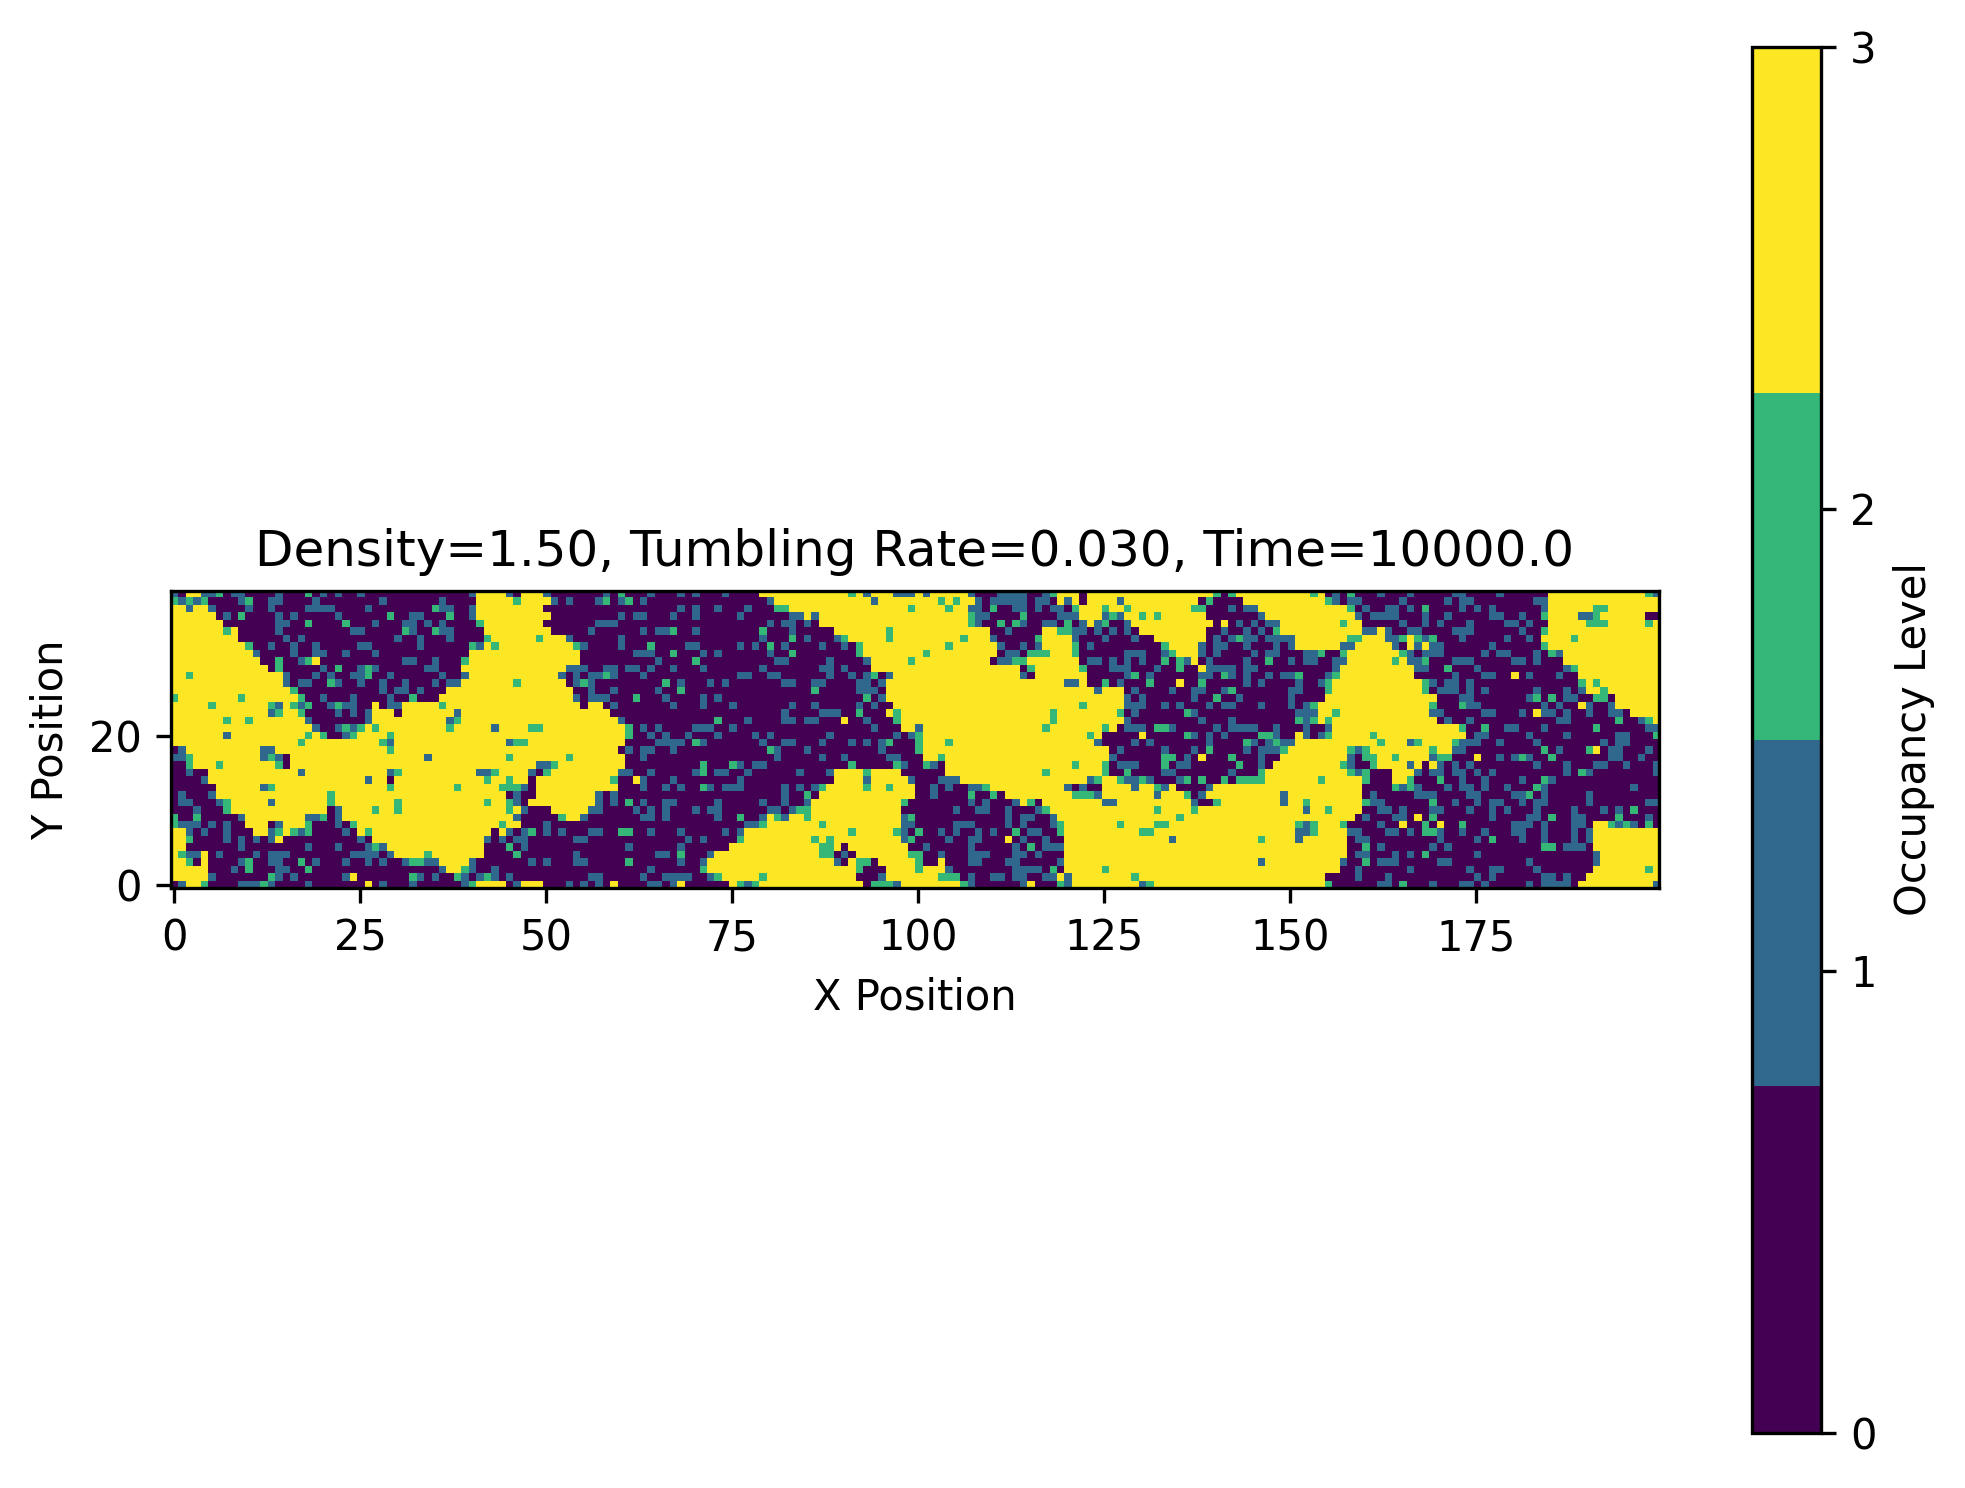 Density=1.50, Tumbling Rate=0.030, Time=10000.0
Y Position
20
0
0 25 50 75 100 125 150 175
X Position
3
2
1
0
Occupancy Level